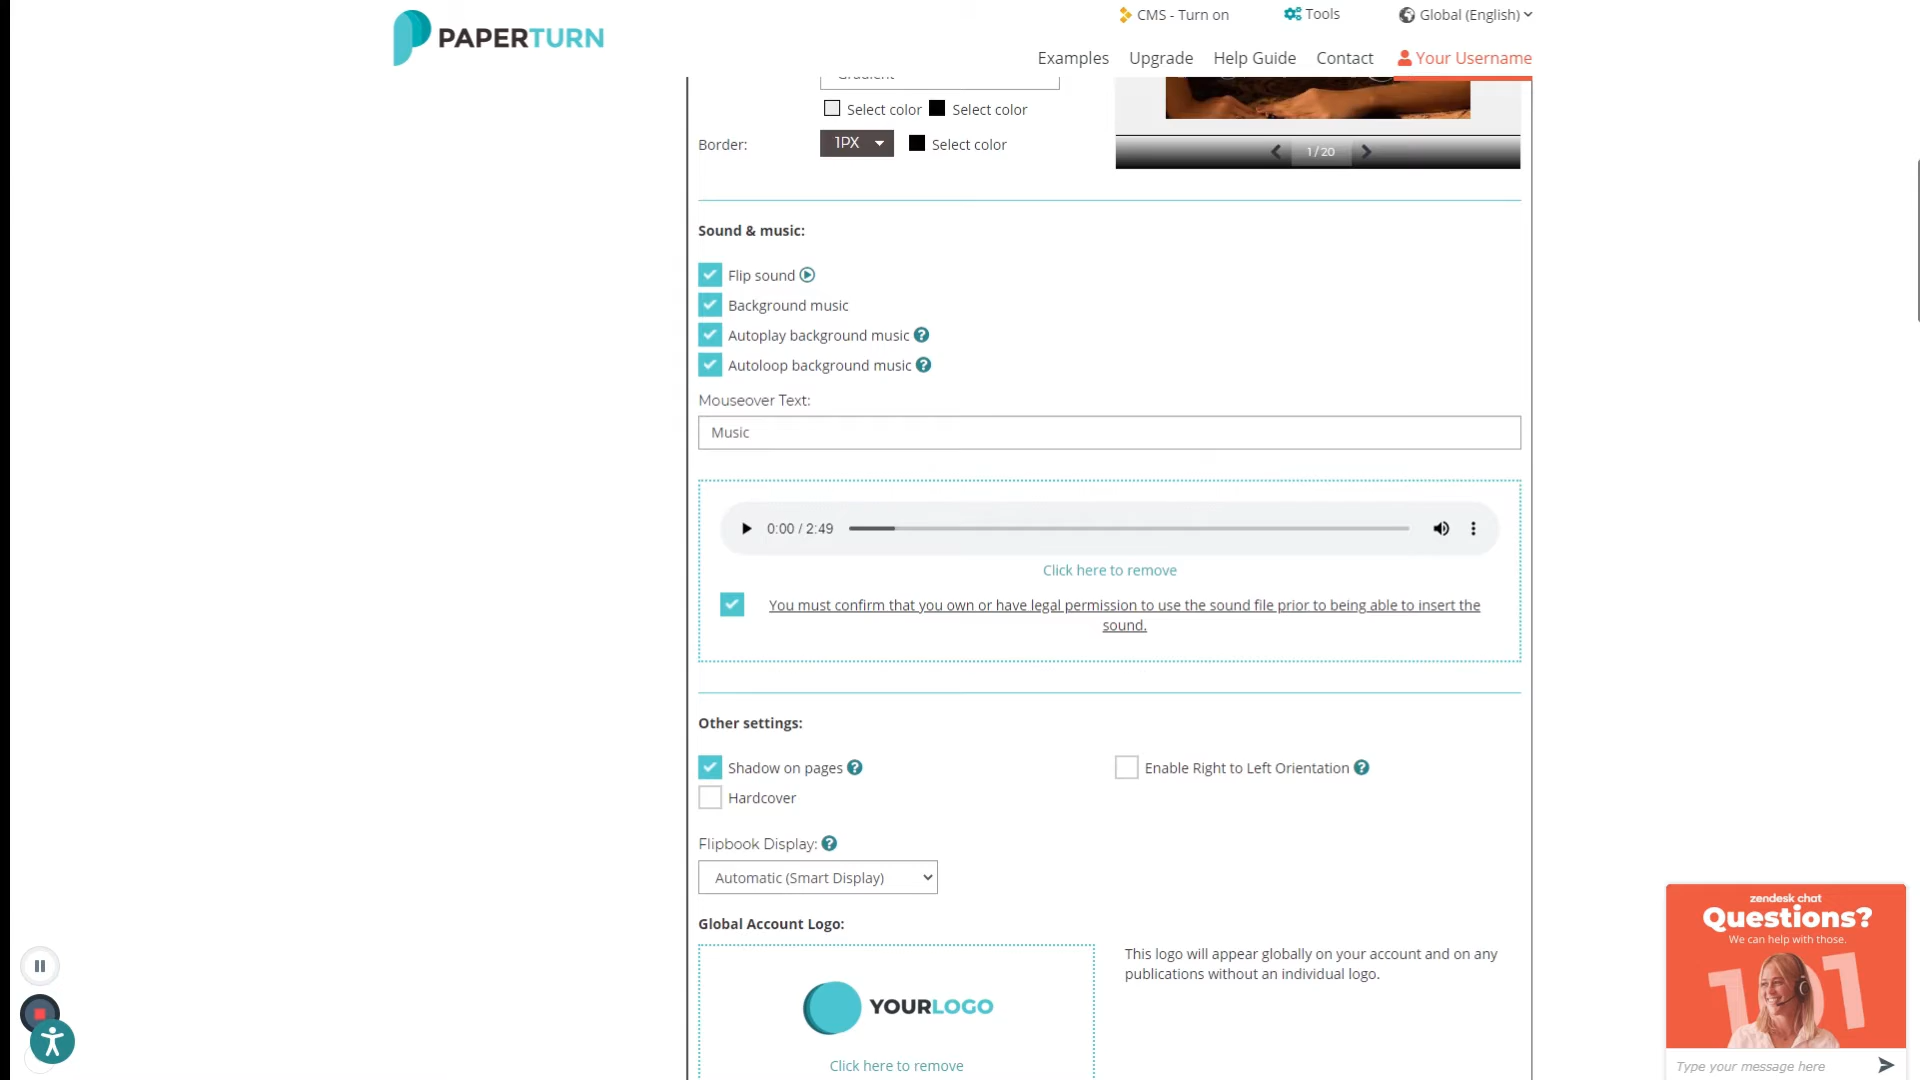 PAPERTURN
CMS - Turn on
Tools
Global (English)
Examples
Upgrade
Help Guide
Contact
Your Username
Gradient
Select color
Select color
Border:
1PX
Select color
1 / 20
Sound & music:
Flip sound
Background music
Autoplay background music
Autoloop background music
Mouseover Text:
Music
0:00 / 2:49
Click here to remove
You must confirm that you own or have legal permission to use the sound file prior to being able to insert the
sound.
Other settings:
Shadow on pages
Enable Right to Left Orientation
Hardcover
Flipbook Display:
Automatic (Smart Display)
Global Account Logo:
This logo will appear globally on your account and on any
publications without an individual logo.
YOURLOGO
Click here to remove
zendesk chat
Questions?
We can help with those.
101
Type your message here